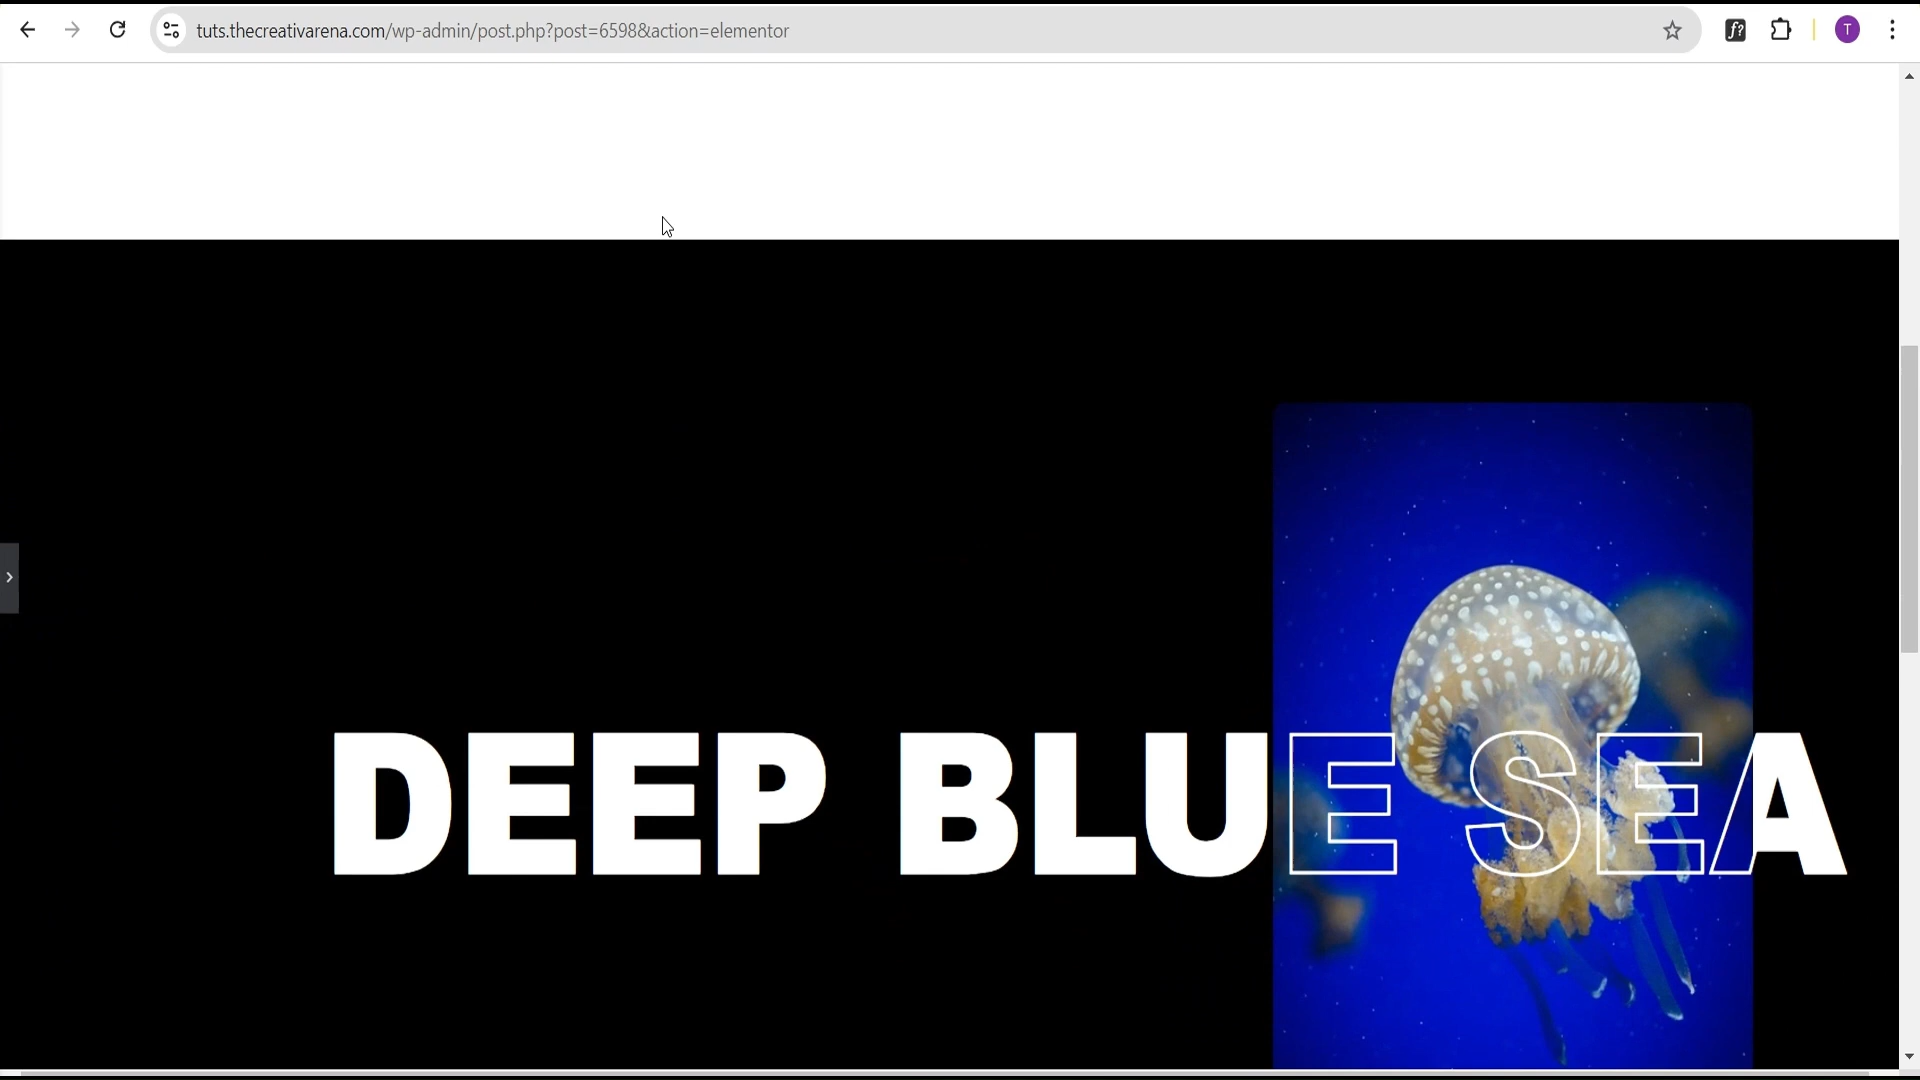 tuts.thecreativarena.com/wp-admin/post.php?post=6598&action=elementor
f?
T
DEEP BLUE SEA